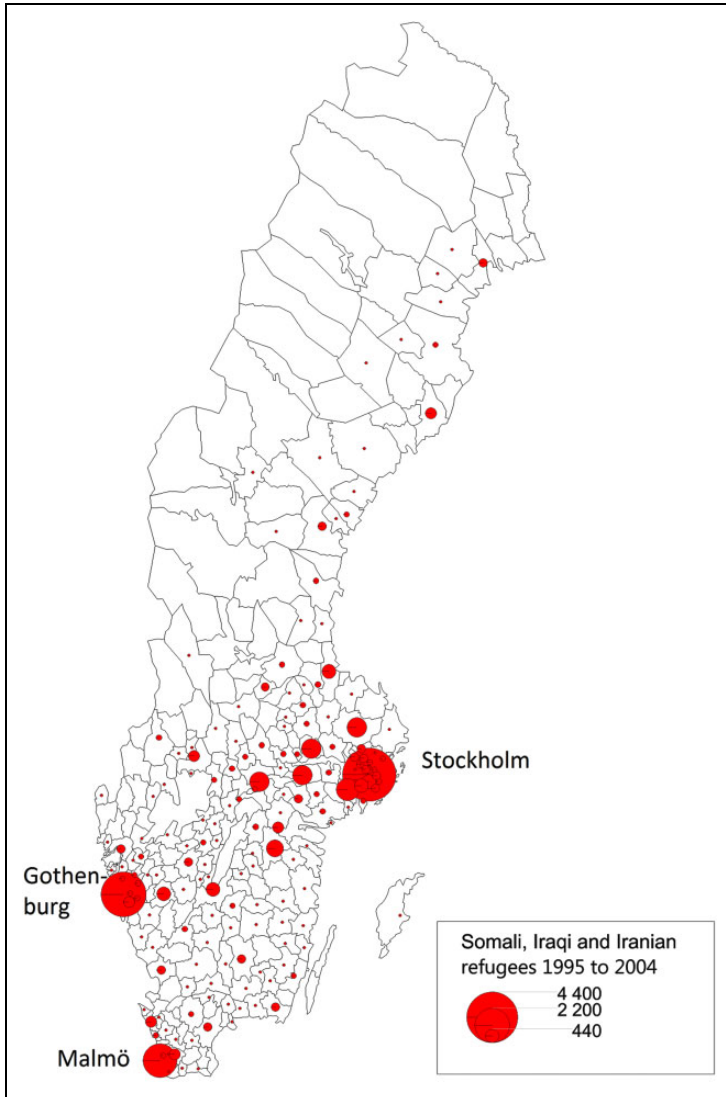 Stockholm
Gothen-
burg
Malmö
Somali, Iraqi and Iranian
refugees 1995 to 2004
4 400
2 200
440